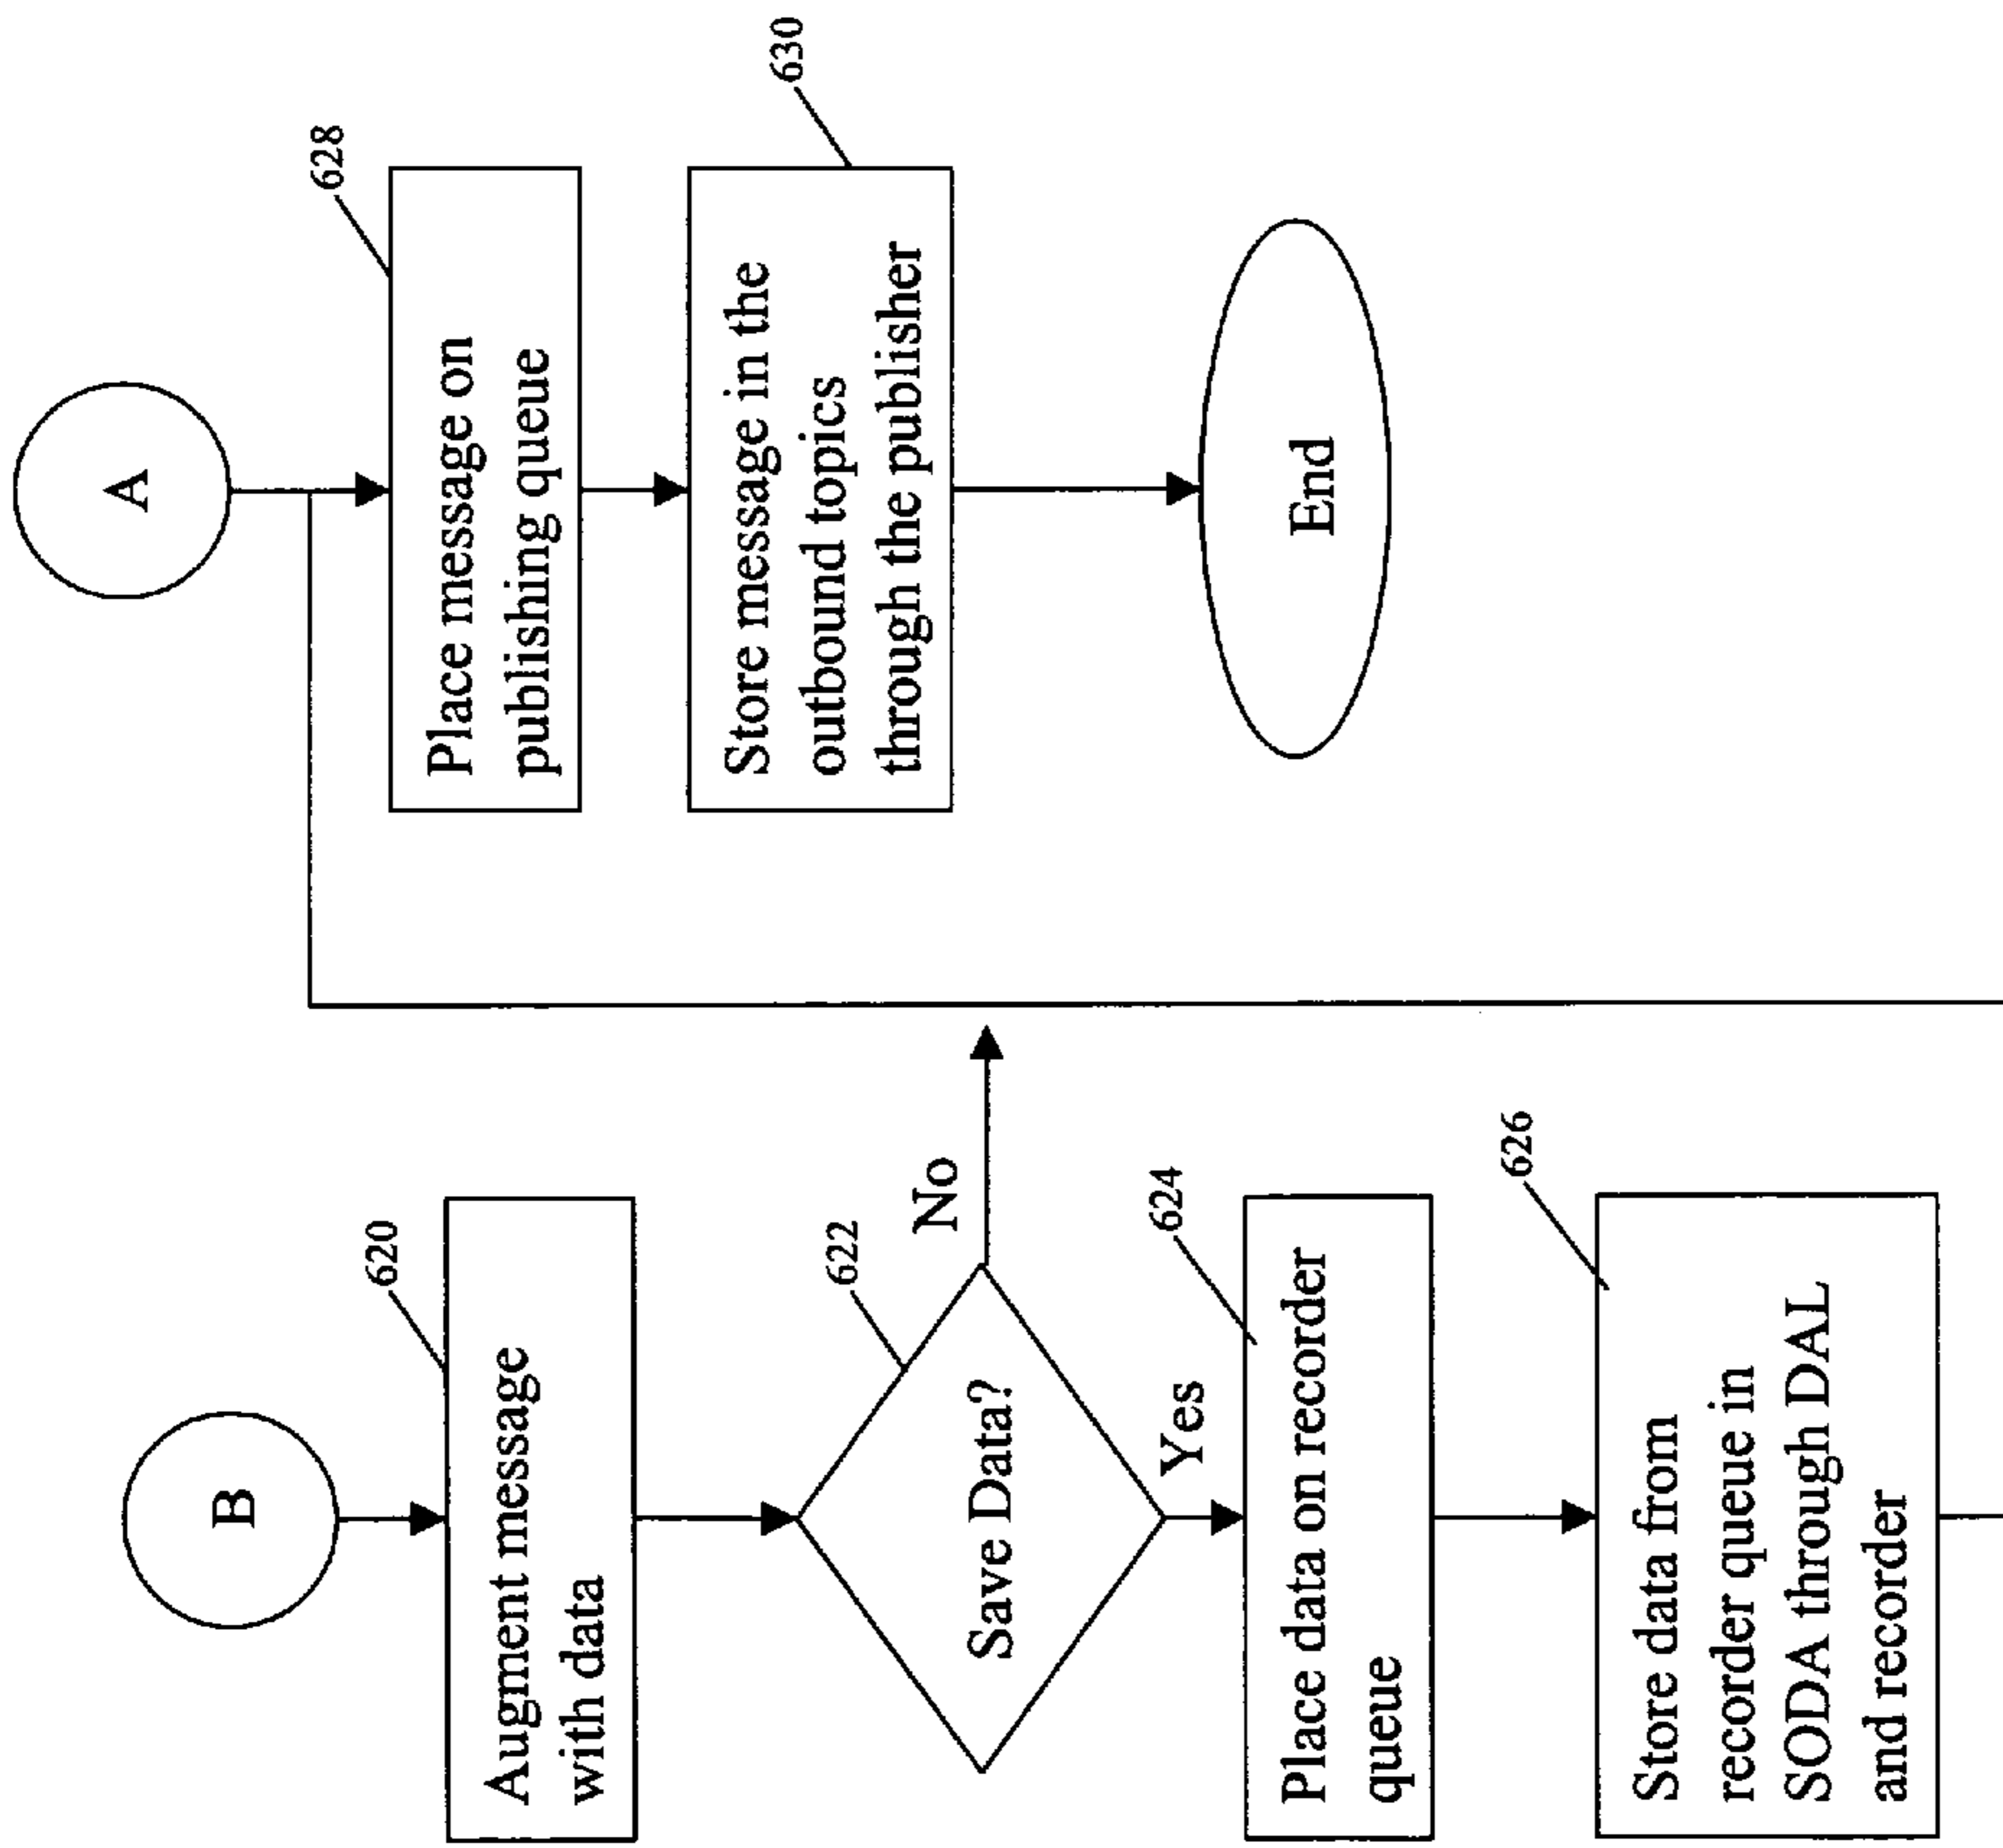 B
620
Augment message
with data
622
Save Data?
No
Yes
624
Place data on recorder
queue
626
Store data from
recorder queue in
SODA through DAL
and recorder
A
628
Place message on
publishing queue
630
Store message in the
outbound topics
through the publisher
End